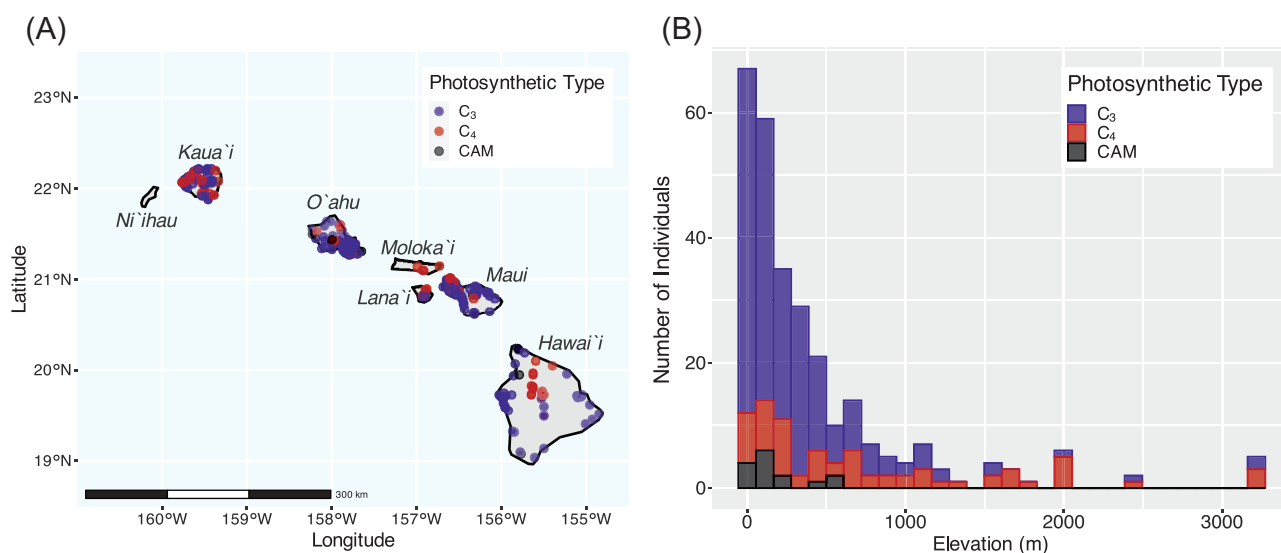 (A)
Photosynthetic Type
C₃
C₄
CAM
23°N
22°N
21°N
20°N
19°N
Latitude
Kaua`i
Ni`ihau
O`ahu
Moloka`i
Lana`i
Maui
Hawai`i
300 km
160°W
159°W
158°W
157°W
156°W
155°W
Longitude
(B)
Photosynthetic Type
C₃
C₄
CAM
60
40
20
0
Number of Individuals
0
1000
2000
3000
Elevation (m)